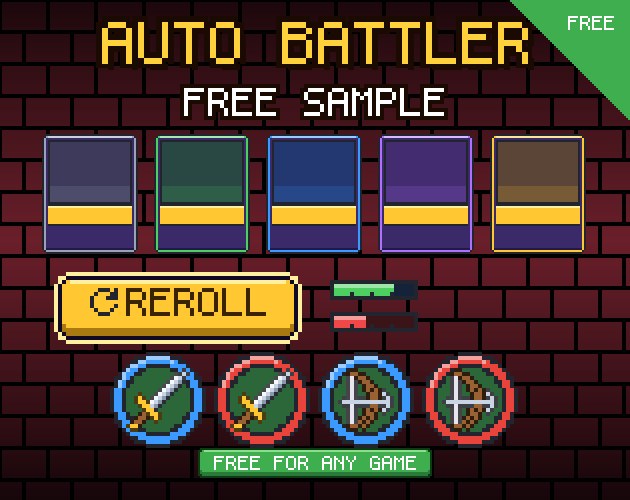 AUTO BATTLER
FREE
FREE SAMPLE
REROLL
FREE FOR ANY GAME